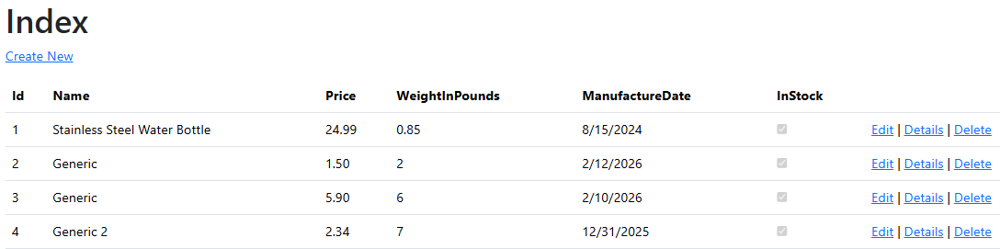 Index
Create New
Id Name Price WeightInPounds ManufactureDate InStock
1 Stainless Steel Water Bottle 24.99 0.85 8/15/2024 Edit | Details | Delete
2 Generic 1.50 2 2/12/2026 Edit | Details | Delete
3 Generic 5.90 6 2/10/2026 Edit | Details | Delete
4 Generic 2 2.34 7 12/31/2025 Edit | Details | Delete